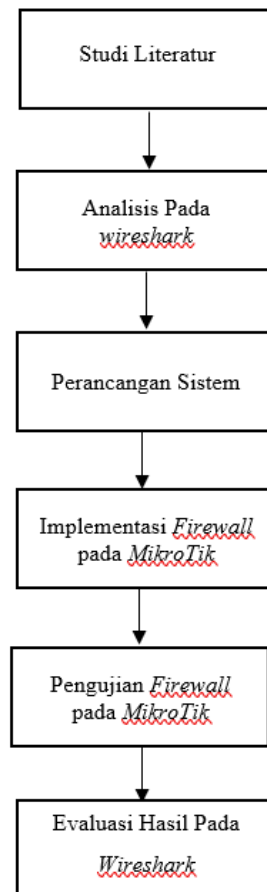 Studi Literatur
Analisis Pada
wireshark
Perancangan Sistem
Implementasi Firewall
pada MikroTik
Pengujian Firewall
pada MikroTik
Evaluasi Hasil Pada
Wireshark